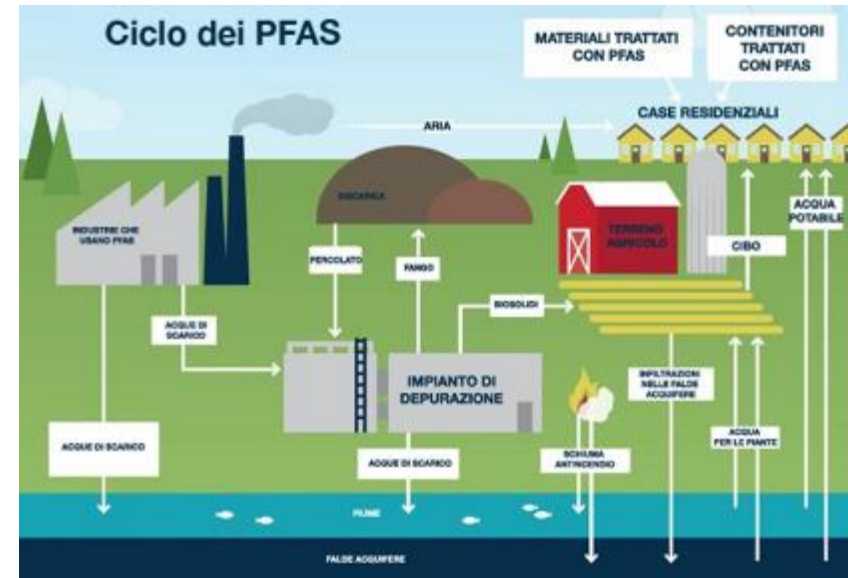 Ciclo dei PFAS
MATERIALI TRATTATI
CON PFAS
CONTENITORI
TRATTATI
CON PFAS
CASE RESIDENZIALI
ARIA
DISCARICA
INDUSTRIE CHE
USANO PFAS
TERRENO
AGRICOLO
ACQUA
POTABILE
CIBO
PERCOLATO
FANGO
BIOSOLIDI
ACQUE DI
SCARICO
IMPIANTO DI
DEPURAZIONE
INFILTRAZIONI
NELLE FALDE
ACQUIFERE
ACQUA
PER LE PIANTE
ACQUE DI SCARICO
ACQUE DI SCARICO
SCHIUMA
ANTINCENDIO
FIUME
FALDE ACQUIFERE